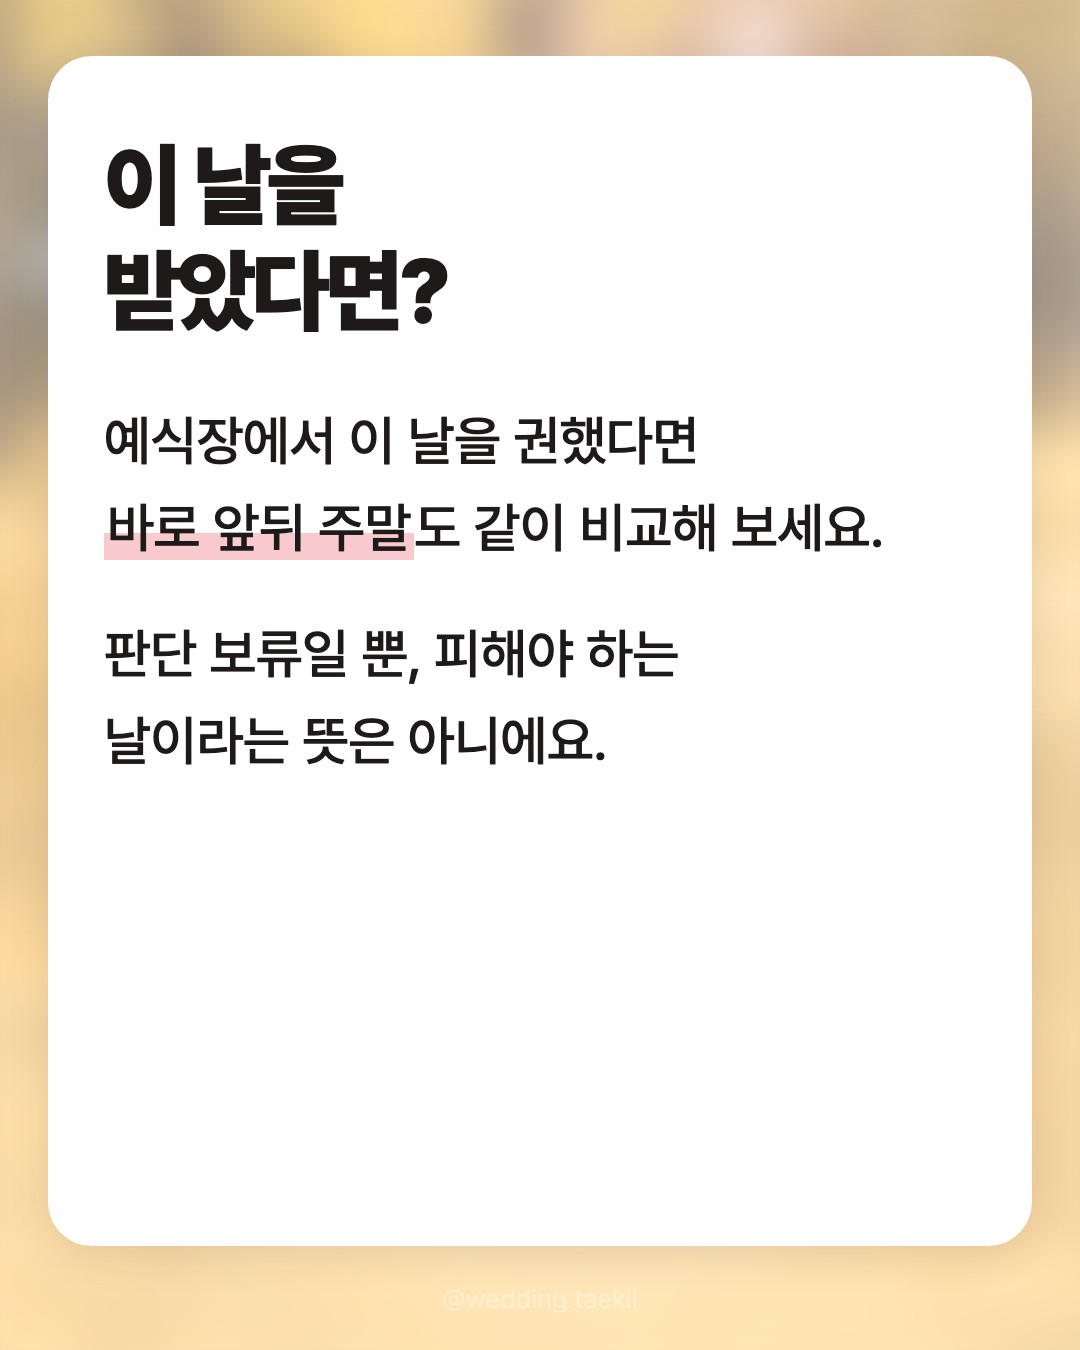 이 날을
받았다면?
예식장에서 이 날을 권했다면
바로 앞뒤 주말도 같이 비교해 보세요.
판단 보류일 뿐, 피해야 하는
날이라는 뜻은 아니에요.
@wedding.taekil